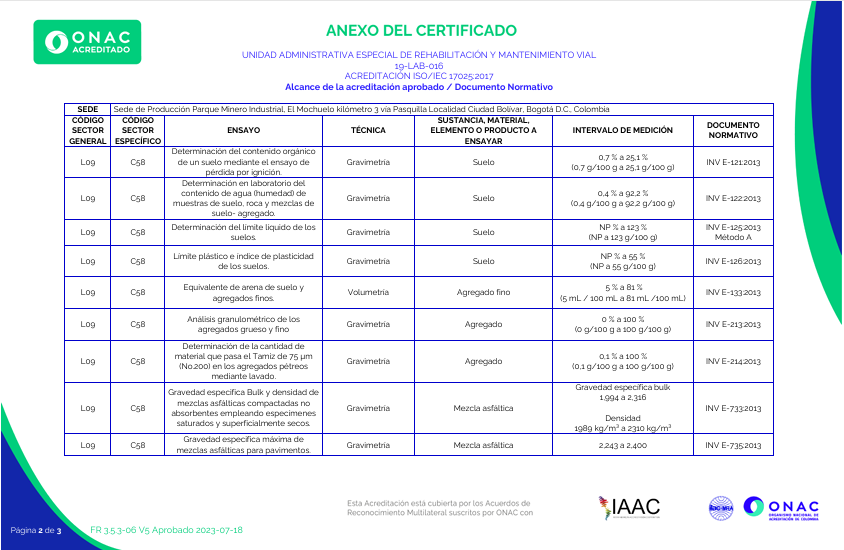 ONAC
ACREDITADO
ANEXO DEL CERTIFICADO
UNIDAD ADMINISTRATIVA ESPECIAL DE REHABILITACIÓN Y MANTENIMIENTO VIAL
19-LAB-016
ACREDITACIÓN ISO/IEC 17025:2017
Alcance de la acreditación aprobado / Documento Normativo
SEDE Sede de Producción Parque Minero Industrial, El Mochuelo kilómetro 3 vía Pasquilla Localidad Ciudad Bolívar, Bogotá D.C., Colombia
CÓDIGO SECTOR GENERAL CÓDIGO SECTOR ESPECÍFICO ENSAYO TÉCNICA SUSTANCIA, MATERIAL, ELEMENTO O PRODUCTO A ENSAYAR INTERVALO DE MEDICIÓN DOCUMENTO NORMATIVO
L09 C58 Determinación del contenido orgánico de un suelo mediante el ensayo de pérdida por ignición. Gravimetría Suelo 0,7 % a 25,1 % (0,7 g/100 g a 25,1 g/100 g) INV E-121:2013
L09 C58 Determinación en laboratorio del contenido de agua (humedad) de muestras de suelo, roca y mezclas de suelo- agregado. Gravimetría Suelo 0,4 % a 92,2 % (0,4 g/100 g a 92,2 g/100 g) INV E-122:2013
L09 C58 Determinación del límite líquido de los suelos. Gravimetría Suelo NP % a 123 % (NP a 123 g/100 g) INV E-125:2013 Método A
L09 C58 Límite plástico e índice de plasticidad de los suelos. Gravimetría Suelo NP % a 55 % (NP a 55 g/100 g) INV E-126:2013
L09 C58 Equivalente de arena de suelo y agregados finos. Volumetría Agregado fino 5 % a 81 % (5 mL / 100 mL a 81 mL /100 mL) INV E-133:2013
L09 C58 Análisis granulométrico de los agregados grueso y fino Gravimetría Agregado 0 % a 100 % (0 g/100 g a 100 g/100 g) INV E-213:2013
L09 C58 Determinación de la cantidad de material que pasa el Tamiz de 75 µm (No.200) en los agregados pétreos mediante lavado. Gravimetría Agregado 0,1 % a 100 % (0,1 g/100 g a 100 g/100 g) INV E-214:2013
L09 C58 Gravedad específica Bulk y densidad de mezclas asfálticas compactadas no absorbentes empleando especímenes saturados y superficialmente secos. Gravimetría Mezcla asfáltica Gravedad específica bulk 1,994 a 2,316 Densidad 1989 kg/m³ a 2310 kg/m³ INV E-733:2013
L09 C58 Gravedad específica máxima de mezclas asfálticas para pavimentos. Gravimetría Mezcla asfáltica 2,243 a 2,400 INV E-735:2013
Esta Acreditación está cubierta por los Acuerdos de
Reconocimiento Multilateral suscritos por ONAC con
IAAC
ilac-MRA
ONAC
ORGANISMO NACIONAL DE
ACREDITACIÓN DE COLOMBIA
Página 2 de 3
FR 3.5.3-06 V5 Aprobado 2023-07-18